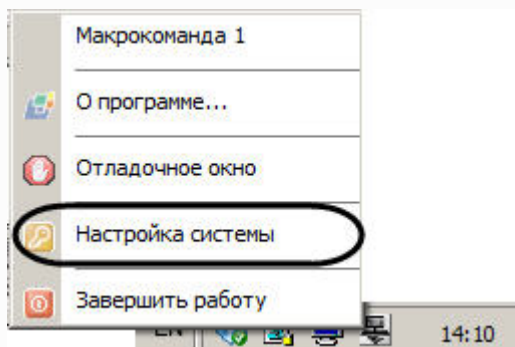 Макрокоманда 1
О программе...
Отладочное окно
Настройка системы
Завершить работу
EN
14:10